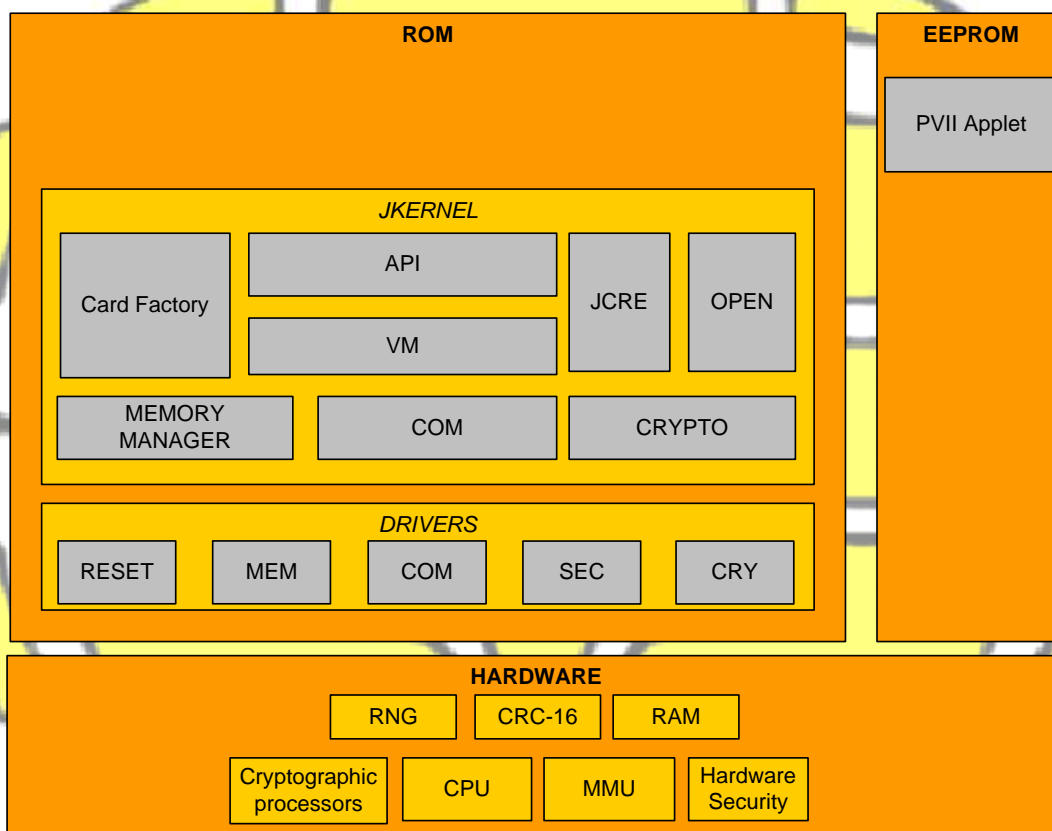 ROM
EEPROM
PVII Applet
JKERNEL
Card Factory
API
VM
JCRE
OPEN
MEMORY
MANAGER
COM
CRYPTO
DRIVERS
RESET
MEM
COM
SEC
CRY
HARDWARE
RNG
CRC-16
RAM
Cryptographic
processors
CPU
MMU
Hardware
Security